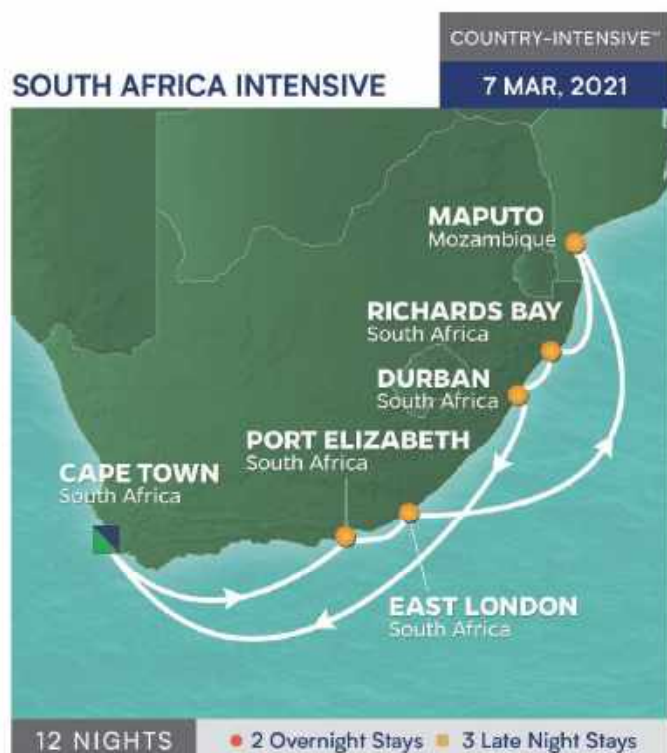 COUNTRY-INTENSIVE™
SOUTH AFRICA INTENSIVE
7 MAR, 2021
MAPUTO
Mozambique
RICHARDS BAY
South Africa
DURBAN
South Africa
PORT ELIZABETH
South Africa
CAPE TOWN
South Africa
EAST LONDON
South Africa
12 NIGHTS
2 Overnight Stays
3 Late Night Stays